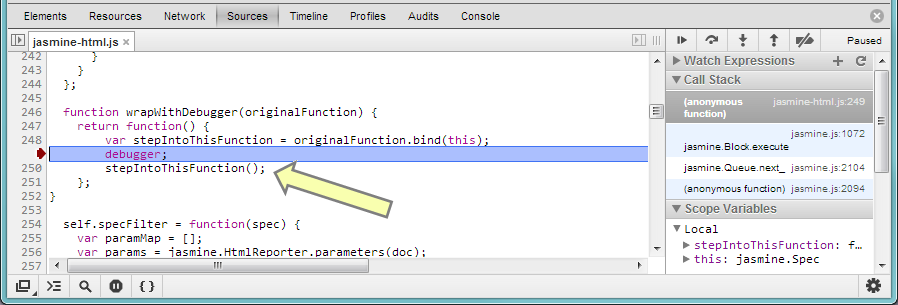 Elements Resources Network Sources Timeline Profiles Audits Console
jasmine-html.js ×
Paused
242 }
243 }
244 };
245
246 function wrapWithDebugger(originalFunction) {
247 return function() {
248 var stepIntoThisFunction = originalFunction.bind(this);
debugger;
250 stepIntoThisFunction();
251 };
252 }
253
254 self.specFilter = function(spec) {
255 var paramMap = [];
256 var params = jasmine.HtmlReporter.parameters(doc);
257
Watch Expressions
Call Stack
(anonymous function) jasmine-html.js:249
jasmine.js:1072
jasmine.Block.execute
jasmine.Queue.next_ jasmine.js:2104
(anonymous function) jasmine.js:2094
Scope Variables
Local
stepIntoThisFunction: f…
this: jasmine.Spec